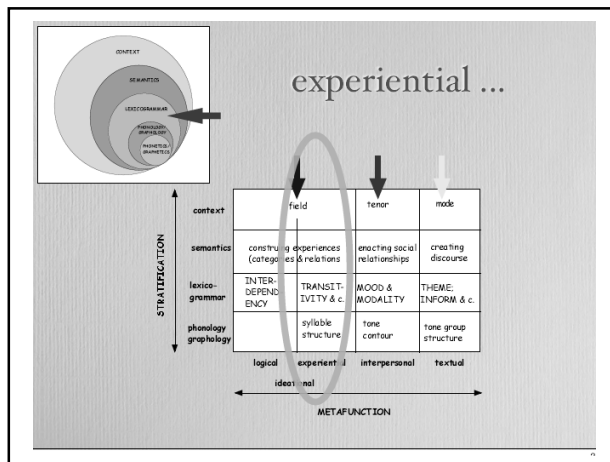 CONTEXT
SEMANTICS
LEXICOGRAMMAR
PHONOLOGY/
GRAPHOLOGY
PHONETICS/
GRAPHETICS
experiential ...
STRATIFICATION
context
field
tenor
mode
semantics
construing experiences
(categories & relations
enacting social
relationships
creating
discourse
lexico-
grammar
INTER-
DEPEND-
ENCY
TRANSIT-
IVITY & c.
MOOD &
MODALITY
THEME;
INFORM & c.
phonology
graphology
syllable
structure
tone
contour
tone group
structure
logical
experiential
interpersonal
textual
ideational
METAFUNCTION